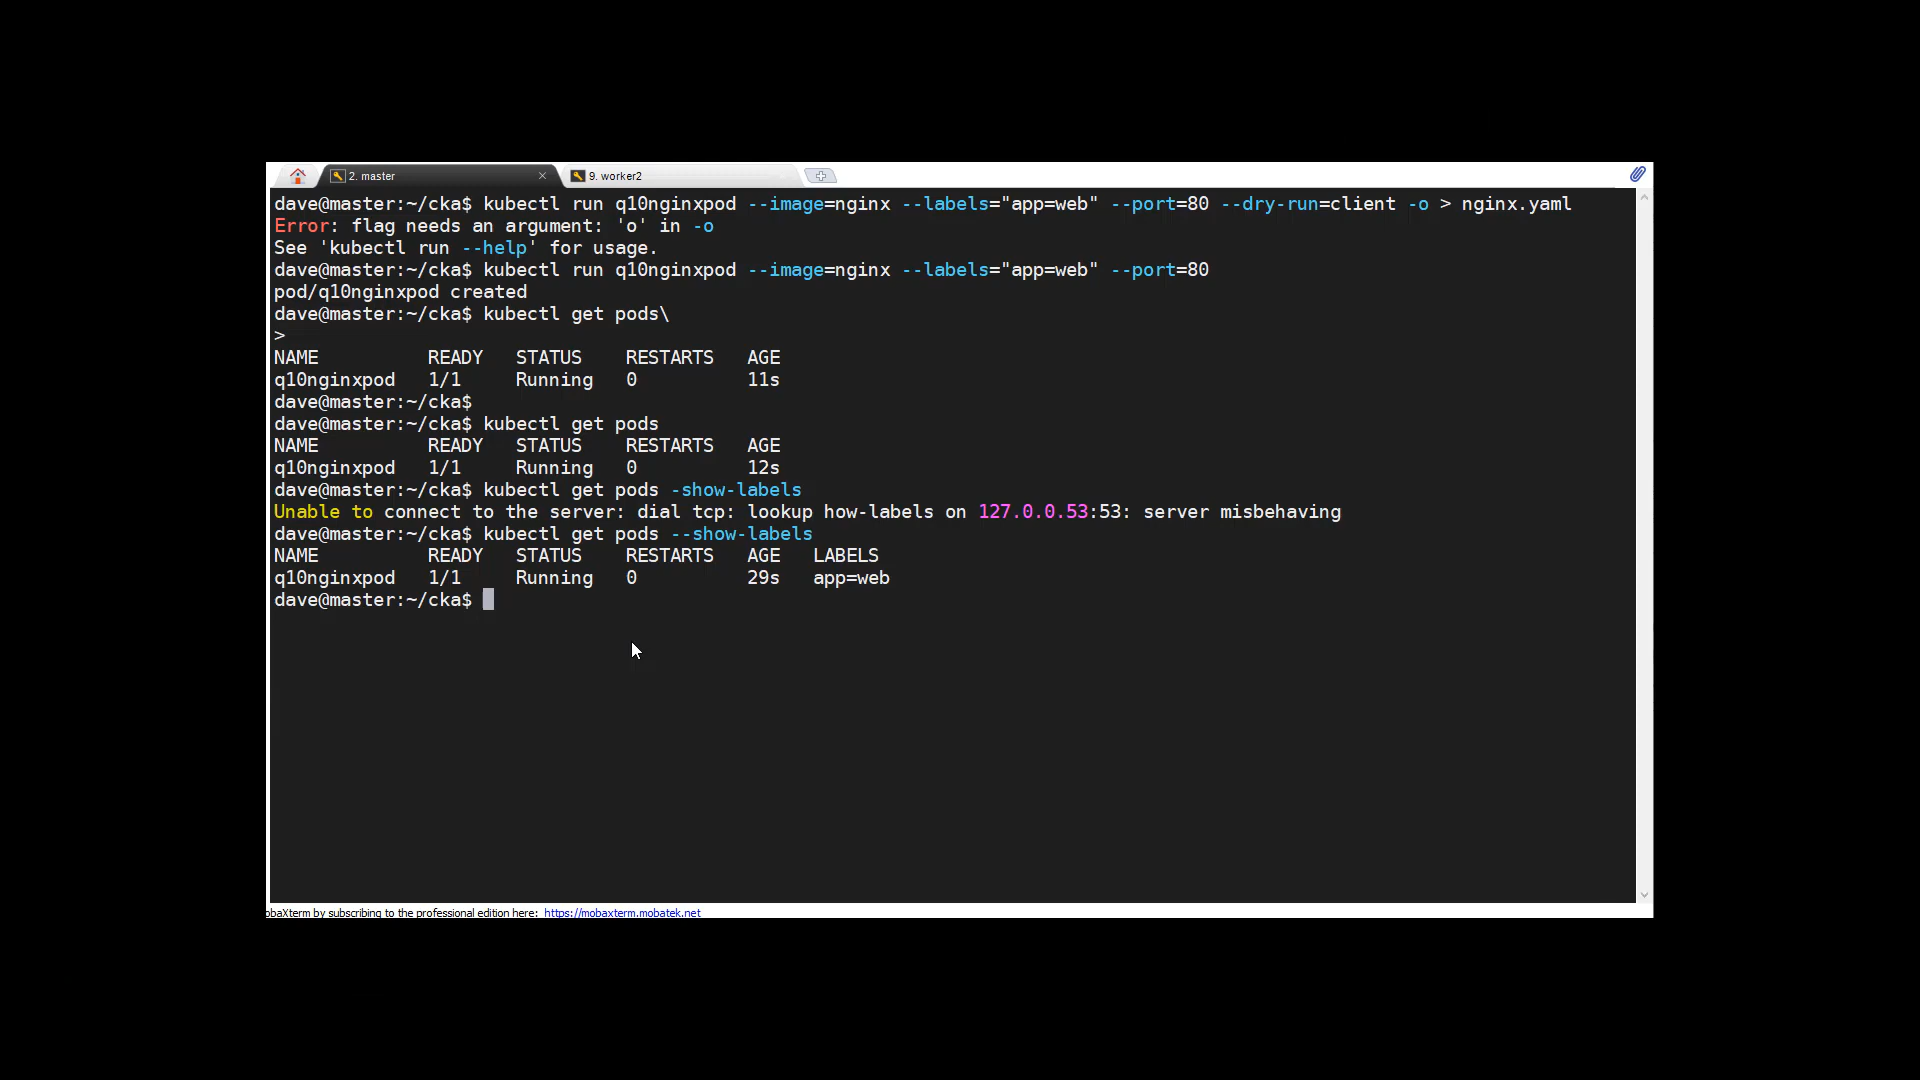 2. master
9. worker2
dave@master:~/cka$ kubectl run q10nginxpod --image=nginx --labels="app=web" --port=80 --dry-run=client -o > nginx.yaml
Error: flag needs an argument: 'o' in -o
See 'kubectl run --help' for usage.
dave@master:~/cka$ kubectl run q10nginxpod --image=nginx --labels="app=web" --port=80
pod/q10nginxpod created
dave@master:~/cka$ kubectl get pods\
>
NAME READY STATUS RESTARTS AGE
q10nginxpod 1/1 Running 0 11s
dave@master:~/cka$
dave@master:~/cka$ kubectl get pods
NAME READY STATUS RESTARTS AGE
q10nginxpod 1/1 Running 0 12s
dave@master:~/cka$ kubectl get pods -show-labels
Unable to connect to the server: dial tcp: lookup how-labels on 127.0.0.53:53: server misbehaving
dave@master:~/cka$ kubectl get pods --show-labels
NAME READY STATUS RESTARTS AGE LABELS
q10nginxpod 1/1 Running 0 29s app=web
dave@master:~/cka$
obaXterm by subscribing to the professional edition here: https://mobaxterm.mobatek.net